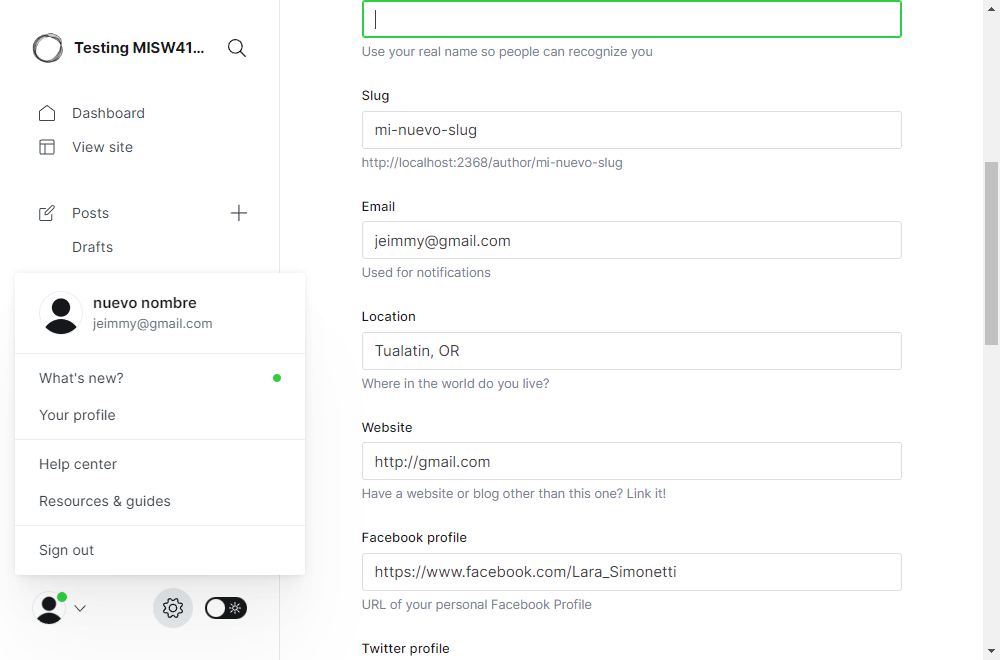 Testing MISW41...
Dashboard
View site
Posts
Drafts
nuevo nombre
jeimmy@gmail.com
What's new?
Your profile
Help center
Resources & guides
Sign out
Use your real name so people can recognize you
Slug
mi-nuevo-slug
http://localhost:2368/author/mi-nuevo-slug
Email
jeimmy@gmail.com
Used for notifications
Location
Tualatin, OR
Where in the world do you live?
Website
http://gmail.com
Have a website or blog other than this one? Link it!
Facebook profile
https://www.facebook.com/Lara_Simonetti
URL of your personal Facebook Profile
Twitter profile